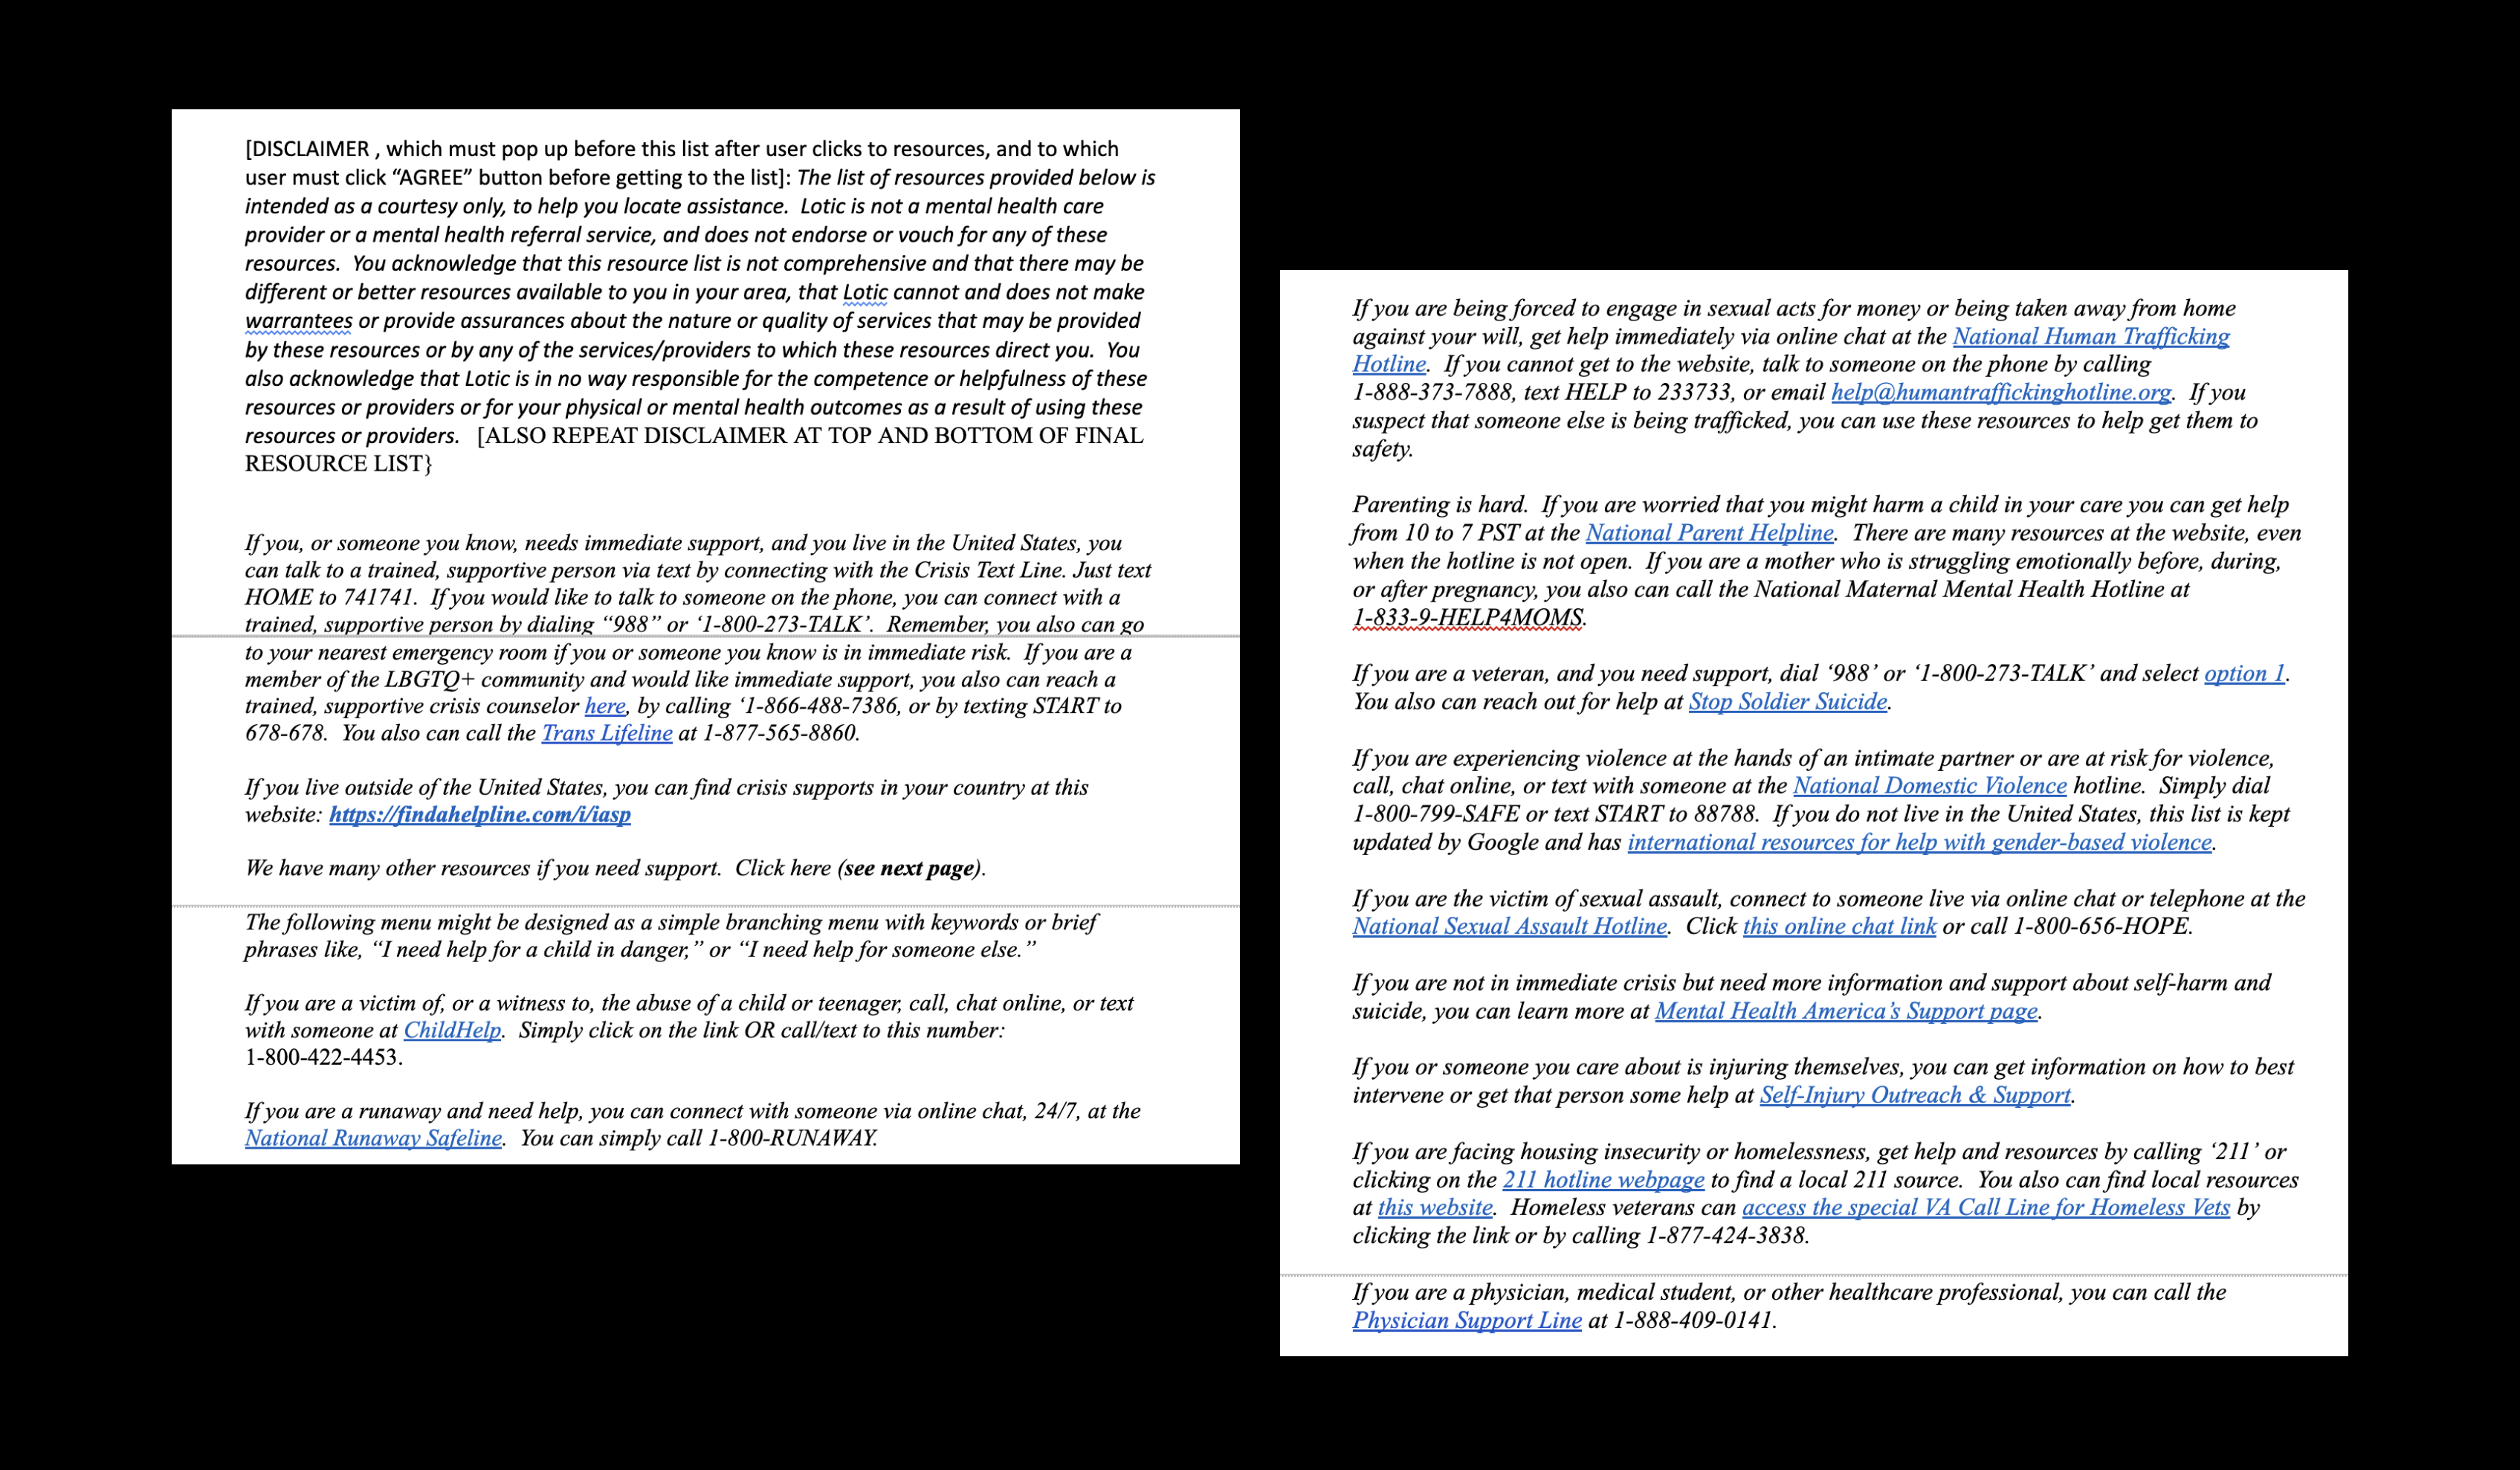 [DISCLAIMER , which must pop up before this list after user clicks to resources, and to which
user must click “AGREE” button before getting to the list]: The list of resources provided below is
intended as a courtesy only, to help you locate assistance.  Lotic is not a mental health care
provider or a mental health referral service, and does not endorse or vouch for any of these
resources.  You acknowledge that this resource list is not comprehensive and that there may be
different or better resources available to you in your area, that Lotic cannot and does not make
warrantees or provide assurances about the nature or quality of services that may be provided
by these resources or by any of the services/providers to which these resources direct you.  You
also acknowledge that Lotic is in no way responsible for the competence or helpfulness of these
resources or providers or for your physical or mental health outcomes as a result of using these
resources or providers.   [ALSO REPEAT DISCLAIMER AT TOP AND BOTTOM OF FINAL
RESOURCE LIST}
If you, or someone you know, needs immediate support, and you live in the United States, you
can talk to a trained, supportive person via text by connecting with the Crisis Text Line. Just text
HOME to 741741.  If you would like to talk to someone on the phone, you can connect with a
trained, supportive person by dialing “988” or ‘1-800-273-TALK’.  Remember, you also can go
to your nearest emergency room if you or someone you know is in immediate risk.  If you are a
member of the LBGTQ+ community and would like immediate support, you also can reach a
trained, supportive crisis counselor here, by calling ‘1-866-488-7386, or by texting START to
678-678.  You also can call the Trans Lifeline at 1-877-565-8860.
If you live outside of the United States, you can find crisis supports in your country at this
website: https://findahelpline.com/i/iasp
We have many other resources if you need support.  Click here (see next page).
The following menu might be designed as a simple branching menu with keywords or brief
phrases like, “I need help for a child in danger,” or “I need help for someone else.”
If you are a victim of, or a witness to, the abuse of a child or teenager, call, chat online, or text
with someone at ChildHelp.  Simply click on the link OR call/text to this number:
1-800-422-4453.
If you are a runaway and need help, you can connect with someone via online chat, 24/7, at the
National Runaway Safeline.  You can simply call 1-800-RUNAWAY.
If you are being forced to engage in sexual acts for money or being taken away from home
against your will, get help immediately via online chat at the National Human Trafficking
Hotline.  If you cannot get to the website, talk to someone on the phone by calling
1-888-373-7888, text HELP to 233733, or email help@humantraffickinghotline.org.  If you
suspect that someone else is being trafficked, you can use these resources to help get them to
safety.
Parenting is hard.  If you are worried that you might harm a child in your care you can get help
from 10 to 7 PST at the National Parent Helpline.  There are many resources at the website, even
when the hotline is not open.  If you are a mother who is struggling emotionally before, during,
or after pregnancy, you also can call the National Maternal Mental Health Hotline at
1-833-9-HELP4MOMS.
If you are a veteran, and you need support, dial ‘988’ or ‘1-800-273-TALK’ and select option 1.
You also can reach out for help at Stop Soldier Suicide.
If you are experiencing violence at the hands of an intimate partner or are at risk for violence,
call, chat online, or text with someone at the National Domestic Violence hotline.  Simply dial
1-800-799-SAFE or text START to 88788.  If you do not live in the United States, this list is kept
updated by Google and has international resources for help with gender-based violence.
If you are the victim of sexual assault, connect to someone live via online chat or telephone at the
National Sexual Assault Hotline.  Click this online chat link or call 1-800-656-HOPE.
If you are not in immediate crisis but need more information and support about self-harm and
suicide, you can learn more at Mental Health America’s Support page.
If you or someone you care about is injuring themselves, you can get information on how to best
intervene or get that person some help at Self-Injury Outreach & Support.
If you are facing housing insecurity or homelessness, get help and resources by calling ‘211’ or
clicking on the 211 hotline webpage to find a local 211 source.  You also can find local resources
at this website.  Homeless veterans can access the special VA Call Line for Homeless Vets by
clicking the link or by calling 1-877-424-3838.
If you are a physician, medical student, or other healthcare professional, you can call the
Physician Support Line at 1-888-409-0141.